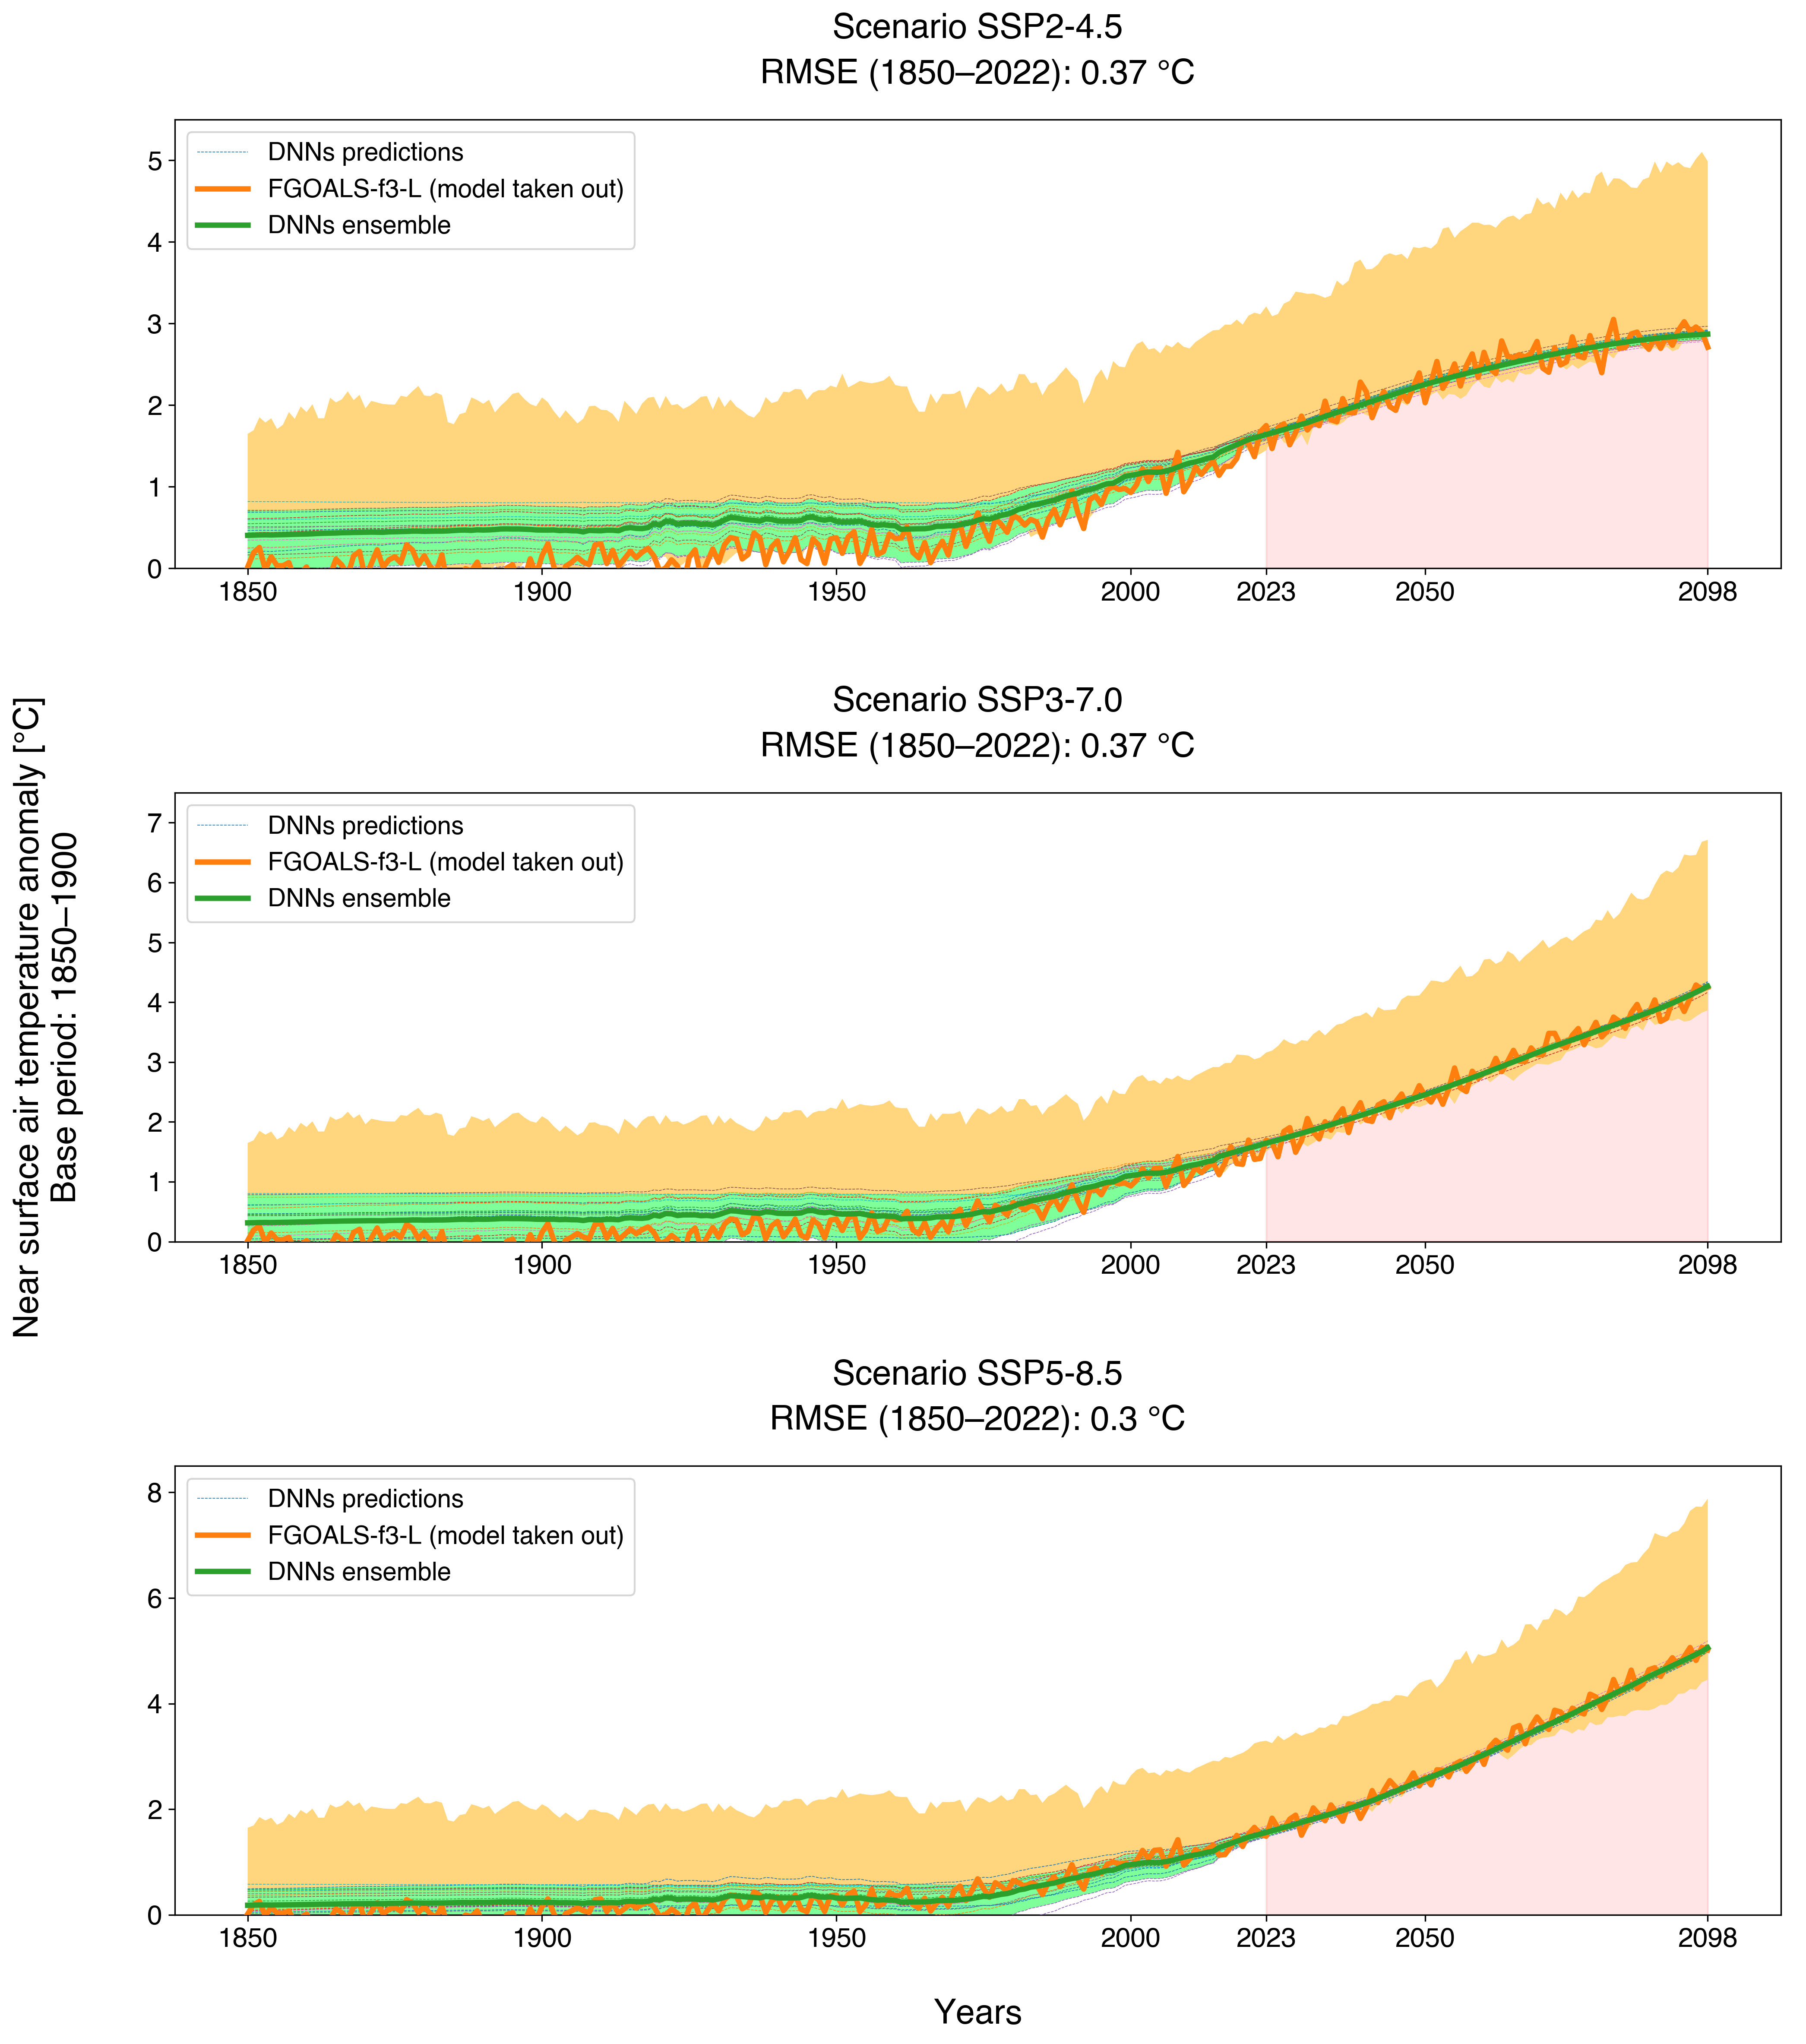 Scenario SSP2-4.5
RMSE (1850–2022): 0.37 °C
DNNs predictions
FGOALS-f3-L (model taken out)
DNNs ensemble
5
4
3
2
1
0
1850 1900 1950 2000 2023 2050 2098
Near surface air temperature anomaly [°C]
Base period: 1850–1900
Scenario SSP3-7.0
RMSE (1850–2022): 0.37 °C
DNNs predictions
FGOALS-f3-L (model taken out)
DNNs ensemble
7
6
5
4
3
2
1
0
1850 1900 1950 2000 2023 2050 2098
Scenario SSP5-8.5
RMSE (1850–2022): 0.3 °C
DNNs predictions
FGOALS-f3-L (model taken out)
DNNs ensemble
8
6
4
2
0
1850 1900 1950 2000 2023 2050 2098
Years